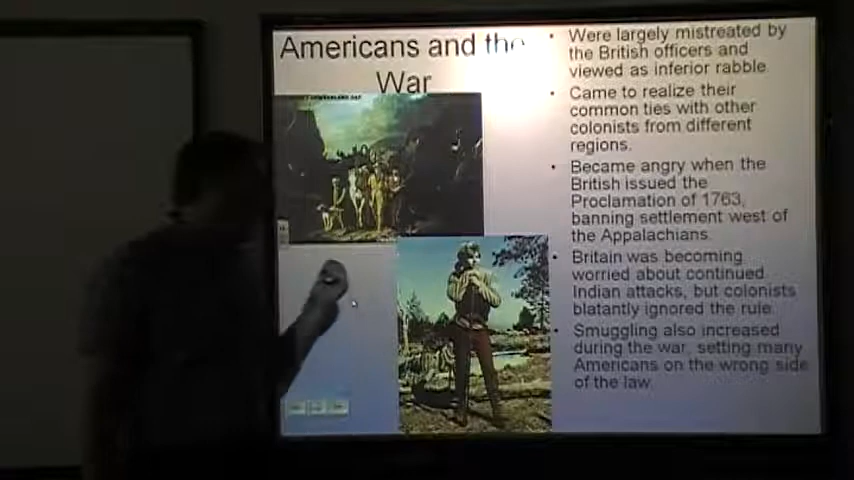 Americans and the
War
• Were largely mistreated by
the British officers and
viewed as inferior rabble.
• Came to realize their
common ties with other
colonists from different
regions.
• Became angry when the
British issued the
Proclamation of 1763,
banning settlement west of
the Appalachians.
• Britain was becoming
worried about continued
Indian attacks, but colonists
blatantly ignored the rule.
• Smuggling also increased
during the war, setting many
Americans on the wrong side
of the law.